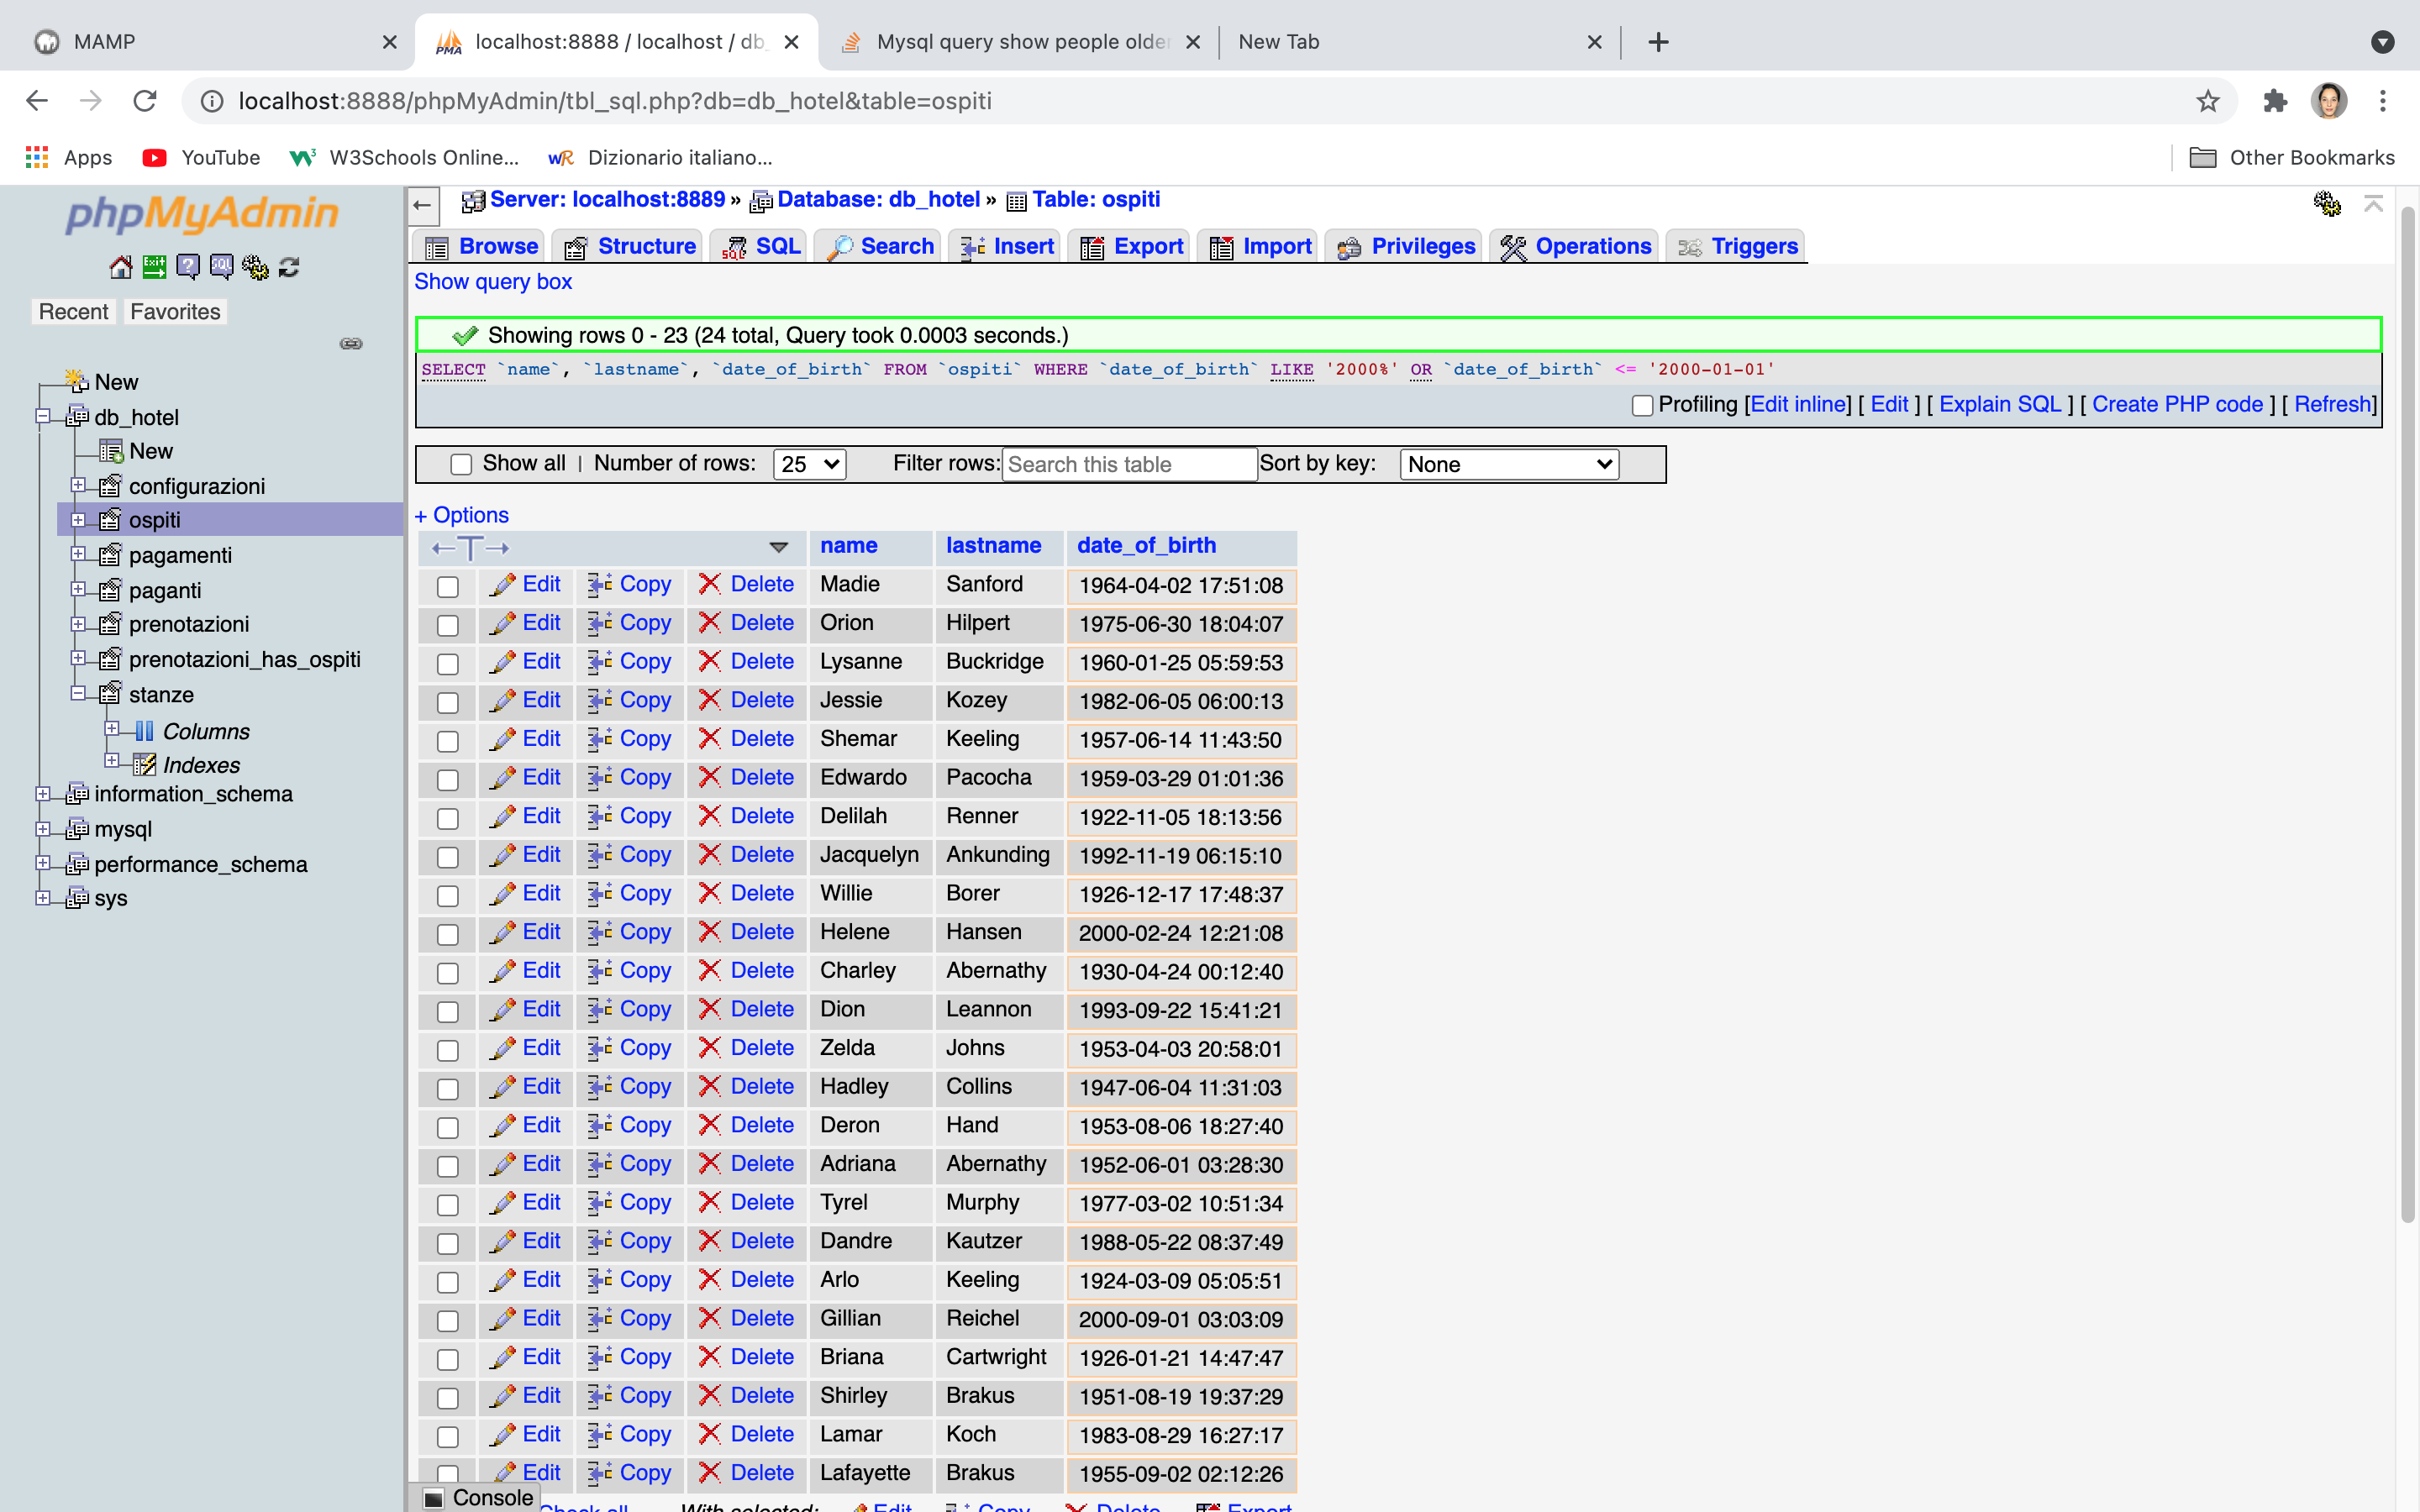 MAMP
localhost:8888 / localhost / db_
Mysql query show people older
New Tab
localhost:8888/phpMyAdmin/tbl_sql.php?db=db_hotel&table=ospiti
Apps
YouTube
W3Schools Online...
Dizionario italiano...
Other Bookmarks
phpMyAdmin
Recent
Favorites
New
db_hotel
New
configurazioni
ospiti
pagamenti
paganti
prenotazioni
prenotazioni_has_ospiti
stanze
Columns
Indexes
information_schema
mysql
performance_schema
sys
Server: localhost:8889 » Database: db_hotel » Table: ospiti
Browse Structure SQL Search Insert Export Import Privileges Operations Triggers
Show query box
Showing rows 0 - 23 (24 total, Query took 0.0003 seconds.)
SELECT `name`, `lastname`, `date_of_birth` FROM `ospiti` WHERE `date_of_birth` LIKE '2000%' OR `date_of_birth` <= '2000-01-01'
Profiling [Edit inline] [ Edit ] [ Explain SQL ] [ Create PHP code ] [ Refresh]
Show all | Number of rows: 25 Filter rows: Search this table Sort by key: None
+ Options
name lastname date_of_birth
Edit Copy Delete Madie Sanford 1964-04-02 17:51:08
Edit Copy Delete Orion Hilpert 1975-06-30 18:04:07
Edit Copy Delete Lysanne Buckridge 1960-01-25 05:59:53
Edit Copy Delete Jessie Kozey 1982-06-05 06:00:13
Edit Copy Delete Shemar Keeling 1957-06-14 11:43:50
Edit Copy Delete Edwardo Pacocha 1959-03-29 01:01:36
Edit Copy Delete Delilah Renner 1922-11-05 18:13:56
Edit Copy Delete Jacquelyn Ankunding 1992-11-19 06:15:10
Edit Copy Delete Willie Borer 1926-12-17 17:48:37
Edit Copy Delete Helene Hansen 2000-02-24 12:21:08
Edit Copy Delete Charley Abernathy 1930-04-24 00:12:40
Edit Copy Delete Dion Leannon 1993-09-22 15:41:21
Edit Copy Delete Zelda Johns 1953-04-03 20:58:01
Edit Copy Delete Hadley Collins 1947-06-04 11:31:03
Edit Copy Delete Deron Hand 1953-08-06 18:27:40
Edit Copy Delete Adriana Abernathy 1952-06-01 03:28:30
Edit Copy Delete Tyrel Murphy 1977-03-02 10:51:34
Edit Copy Delete Dandre Kautzer 1988-05-22 08:37:49
Edit Copy Delete Arlo Keeling 1924-03-09 05:05:51
Edit Copy Delete Gillian Reichel 2000-09-01 03:03:09
Edit Copy Delete Briana Cartwright 1926-01-21 14:47:47
Edit Copy Delete Shirley Brakus 1951-08-19 19:37:29
Edit Copy Delete Lamar Koch 1983-08-29 16:27:17
Edit Copy Delete Lafayette Brakus 1955-09-02 02:12:26
Console
Check all With selected: Edit Copy Delete Export